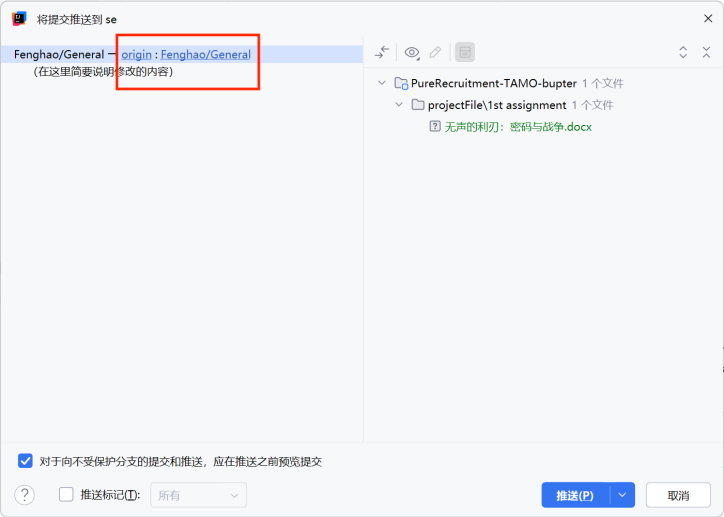 将提交推送到 se
Fenghao/General → origin : Fenghao/General
（在这里简要说明修改的内容）
PureRecruitment-TAMO-bupter 1 个文件
projectFile\1st assignment 1 个文件
无声的利刃：密码与战争.docx
对于向不受保护分支的提交和推送，应在推送之前预览提交
推送标记(T): 所有
推送(P)
取消